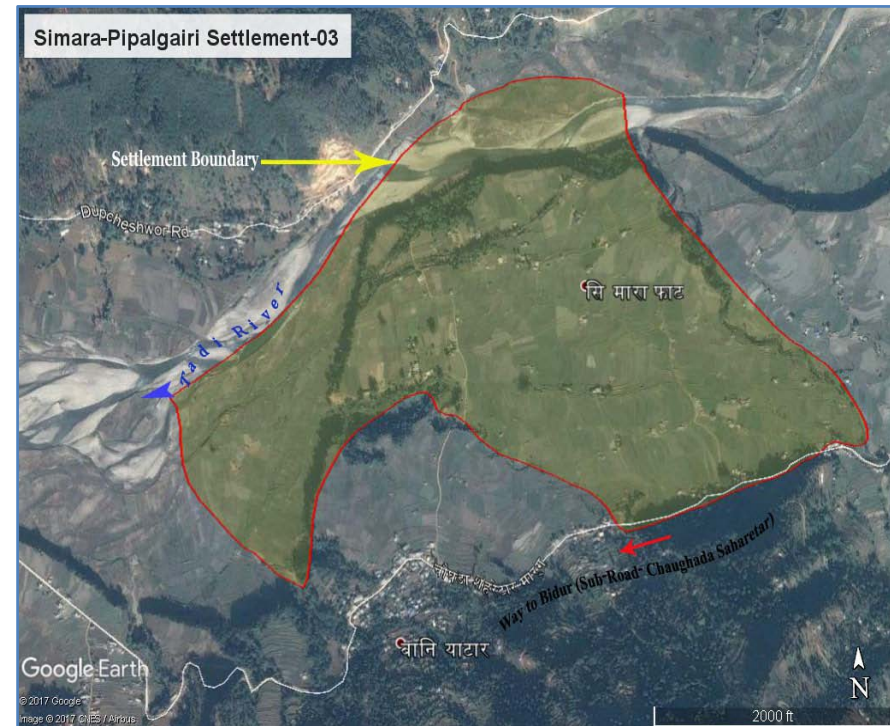 Simara-Pipalgairi Settlement-03
Settlement Boundary
Dupcheshwor Rd
Tadi River
सि मारा फाट
Way to Bidur (Sub-Road- Chaughada Saharetar)
बानि याटार
Google Earth
© 2017 Google
Image © 2017 CNES / Airbus
N
2000 ft